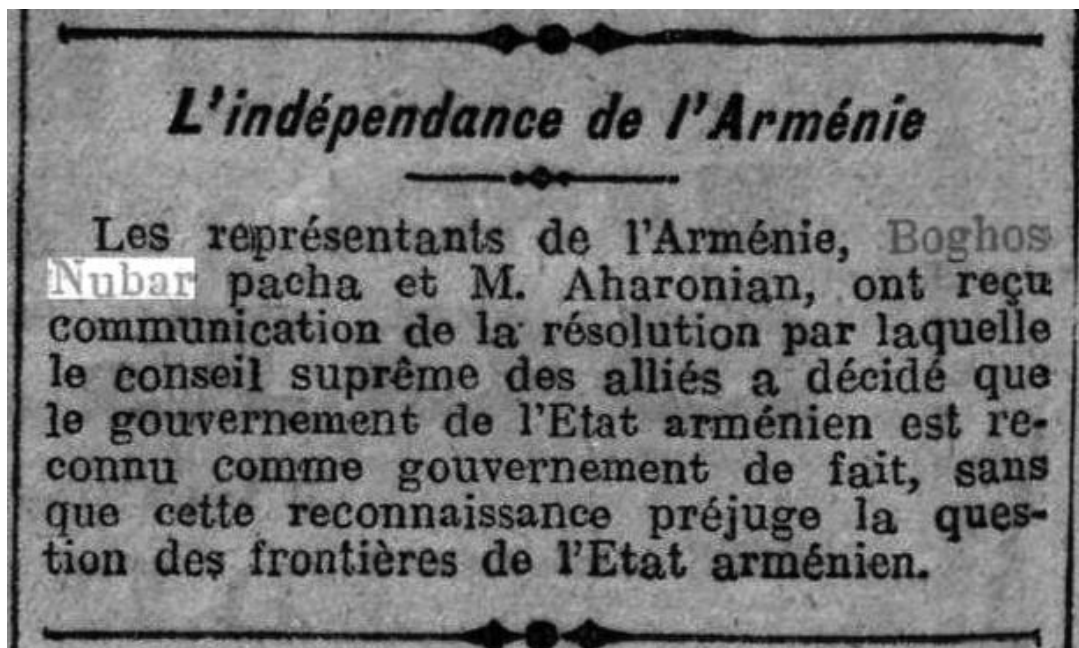 L'indépendance de l'Arménie
Les représentants de l'Arménie, Boghos
Nubar pacha et M. Aharonian, ont reçu
communication de la résolution par laquelle
le conseil suprême des alliés a décidé que
le gouvernement de l'Etat arménien est re-
connu comme gouvernement de fait, sans
que cette reconnaissance préjuge la ques-
tion des frontières de l'Etat arménien.